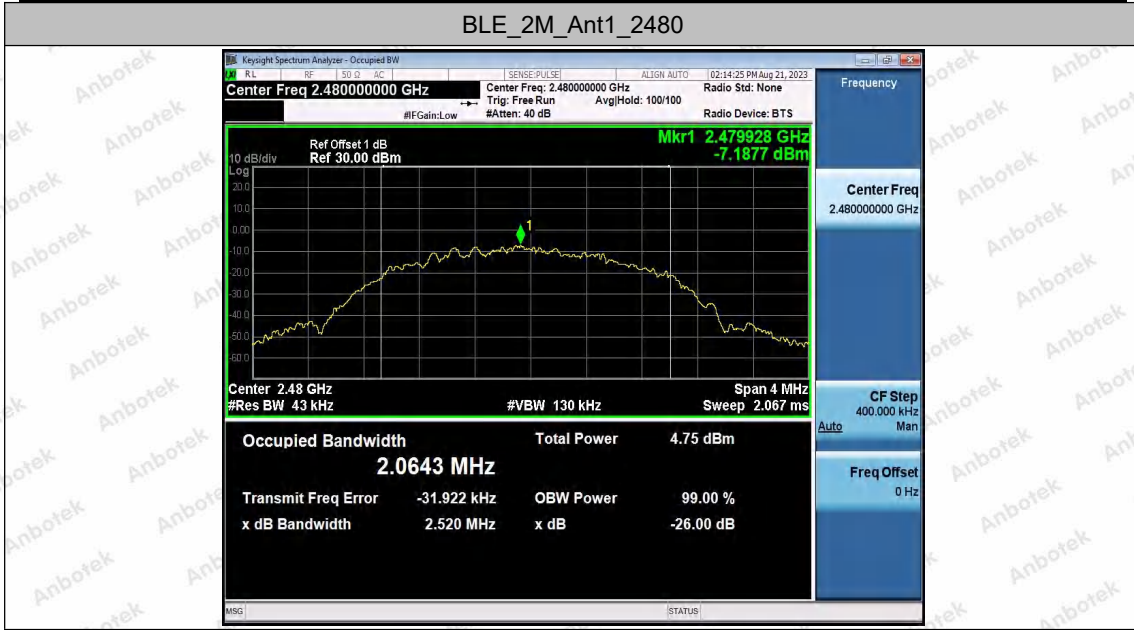 BLE_2M_Ant1_2480
Keysight Spectrum Analyzer - Occupied BW
RL RF 50 Ω AC SENSE:PULSE ALIGN AUTO 02:14:25 PM Aug 21, 2023
Center Freq 2.480000000 GHz
Center Freq: 2.480000000 GHz Radio Std: None
Trig: Free Run Avg|Hold: 100/100
#IFGain:Low #Atten: 40 dB Radio Device: BTS
Frequency
Ref Offset 1 dB
10 dB/div Ref 30.00 dBm
Mkr1 2.479928 GHz
-7.1877 dBm
Log
20.0
10.0
0.00
-10.0
-20.0
-30.0
-40.0
-50.0
-60.0
1
Center 2.48 GHz Span 4 MHz
#Res BW 43 kHz #VBW 130 kHz Sweep 2.067 ms
Occupied Bandwidth Total Power 4.75 dBm
2.0643 MHz
Transmit Freq Error -31.922 kHz OBW Power 99.00 %
x dB Bandwidth 2.520 MHz x dB -26.00 dB
Center Freq
2.480000000 GHz
CF Step
400.000 kHz
Auto Man
Freq Offset
0 Hz
MSG STATUS
Anbotek